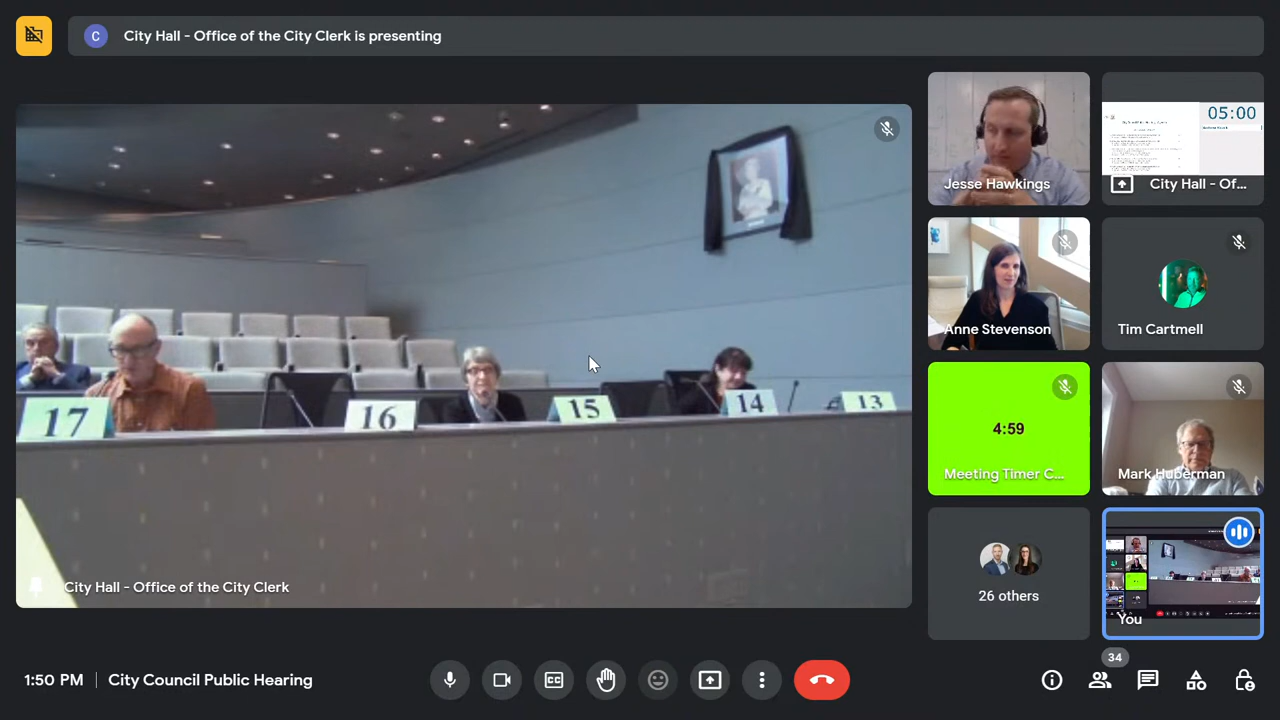 C
City Hall - Office of the City Clerk is presenting
17
16
15
14
13
City Hall - Office of the City Clerk
Jesse Hawkings
05:00
City Hall - Of...
Anne Stevenson
Tim Cartmell
4:59
Meeting Timer C...
Mark Huberman
26 others
You
34
1:50 PM | City Council Public Hearing
CC